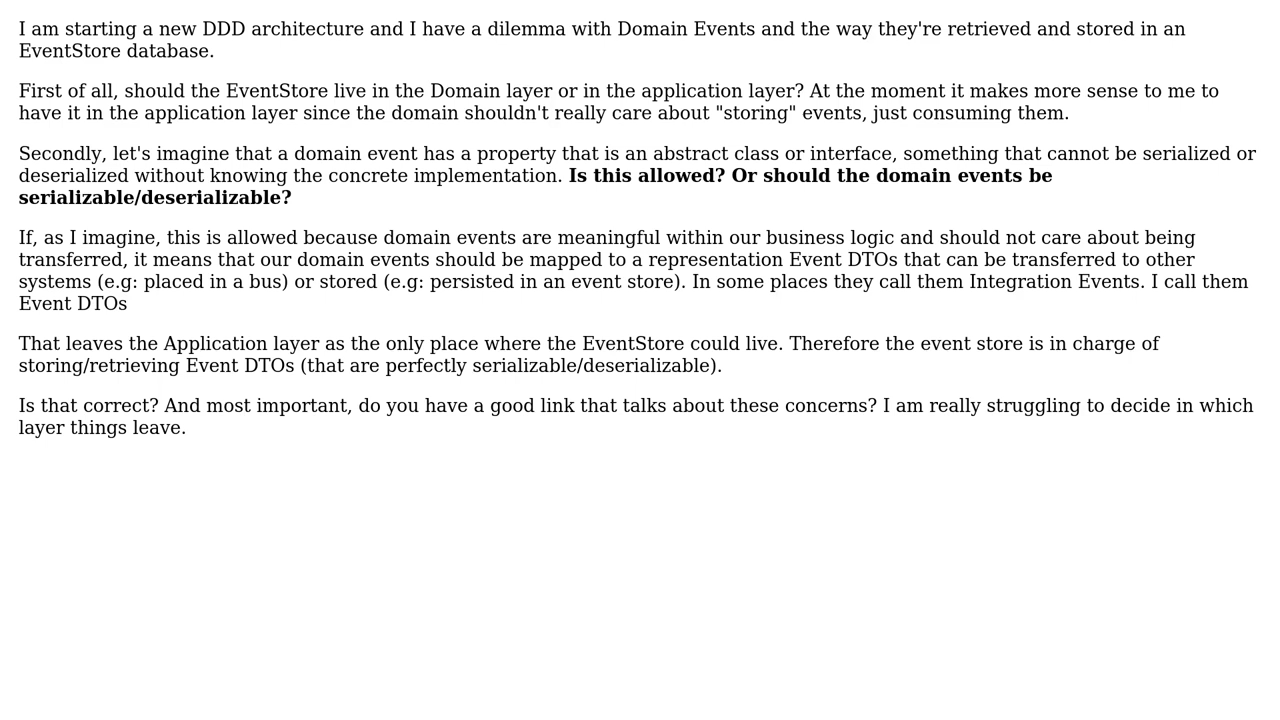 I am starting a new DDD architecture and I have a dilemma with Domain Events and the way they're retrieved and stored in an
EventStore database.
First of all, should the EventStore live in the Domain layer or in the application layer? At the moment it makes more sense to me to
have it in the application layer since the domain shouldn't really care about "storing" events, just consuming them.
Secondly, let's imagine that a domain event has a property that is an abstract class or interface, something that cannot be serialized or
deserialized without knowing the concrete implementation. Is this allowed? Or should the domain events be
serializable/deserializable?
If, as I imagine, this is allowed because domain events are meaningful within our business logic and should not care about being
transferred, it means that our domain events should be mapped to a representation Event DTOs that can be transferred to other
systems (e.g: placed in a bus) or stored (e.g: persisted in an event store). In some places they call them Integration Events. I call them
Event DTOs
That leaves the Application layer as the only place where the EventStore could live. Therefore the event store is in charge of
storing/retrieving Event DTOs (that are perfectly serializable/deserializable).
Is that correct? And most important, do you have a good link that talks about these concerns? I am really struggling to decide in which
layer things leave.